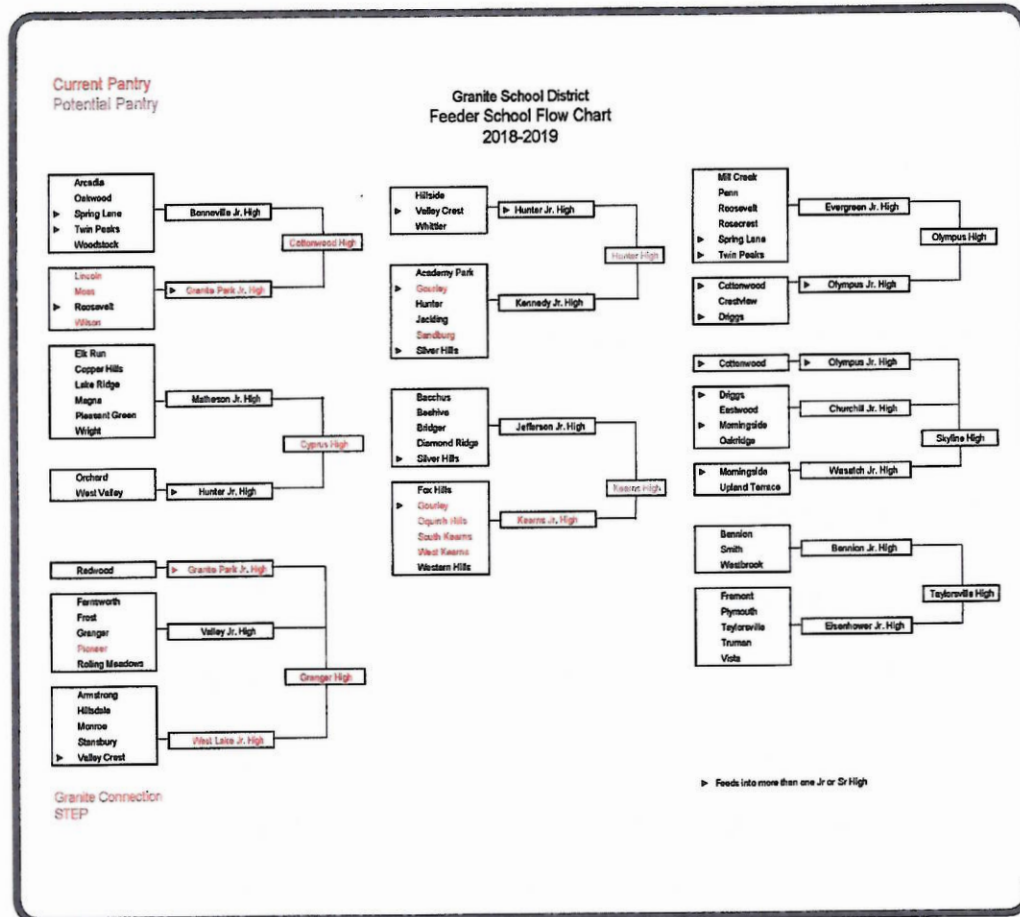 Current Pantry
Potential Pantry
Granite School District
Feeder School Flow Chart
2018-2019
Arcadia
Oakwood
▸ Spring Lane
▸ Twin Peaks
Woodstock
Bonneville Jr. High
Cottonwood High
Lincoln
Moss
▸ Roosevelt
Wilson
▸ Granite Park Jr. High
Elk Run
Copper Hills
Lake Ridge
Magna
Pleasant Green
Wright
Matheson Jr. High
Cyprus High
Orchard
West Valley
▸ Hunter Jr. High
Redwood
▸ Granite Park Jr. High
Farnsworth
Frost
Granger
Pioneer
Rolling Meadows
Valley Jr. High
Granger High
Armstrong
Hillsdale
Monroe
Stansbury
▸ Valley Crest
West Lake Jr. High
Granite Connection
STEP
Hillside
▸ Valley Crest
Whittier
▸ Hunter Jr. High
Hunter High
Academy Park
▸ Gourley
Hunter
Jackling
Sandburg
▸ Silver Hills
Kennedy Jr. High
Bacchus
Beehive
Bridger
Diamond Ridge
▸ Silver Hills
Jefferson Jr. High
Kearns High
Fox Hills
▸ Gourley
Oquirrh Hills
South Kearns
West Kearns
Western Hills
Kearns Jr. High
Mill Creek
Penn
Roosevelt
Rosecrest
▸ Spring Lane
▸ Twin Peaks
Evergreen Jr. High
Olympus High
▸ Cottonwood
Crestview
▸ Driggs
▸ Olympus Jr. High
▸ Cottonwood
▸ Olympus Jr. High
▸ Driggs
Eastwood
▸ Morningside
Oakridge
Churchill Jr. High
Skyline High
▸ Morningside
Upland Terrace
Wasatch Jr. High
Bennion
Smith
Westbrook
Bennion Jr. High
Taylorsville High
Fremont
Plymouth
Taylorsville
Truman
Vista
Eisenhower Jr. High
▸ Feeds into more than one Jr or Sr High